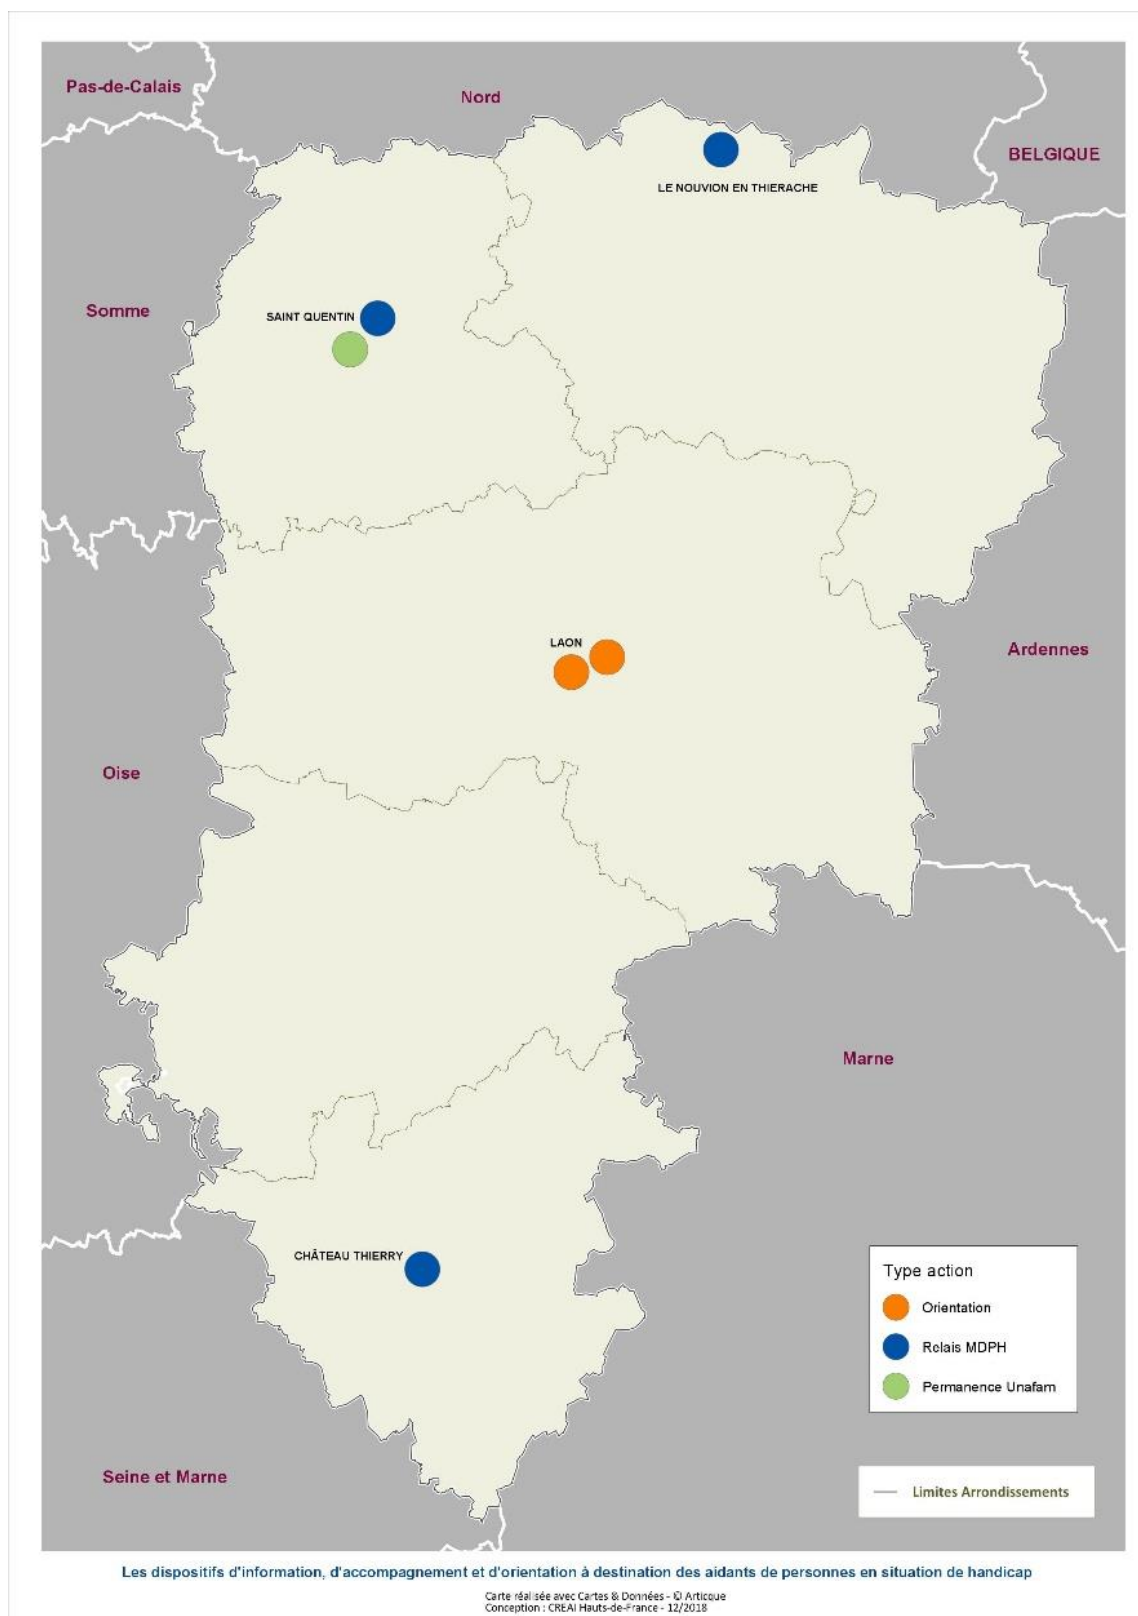 Pas-de-Calais
Nord
BELGIQUE
LE NOUVION EN THIERACHE
Somme
SAINT QUENTIN
LAON
Ardennes
Oise
Marne
CHÂTEAU THIERRY
Type action
Orientation
Relais MDPH
Permanence Unafam
Seine et Marne
Limites Arrondissements
Les dispositifs d'information, d'accompagnement et d'orientation à destination des aidants de personnes en situation de handicap
Carte réalisée avec Cartes & Données - © Articque
Conception : CREAI Hauts-de-France - 12/2018